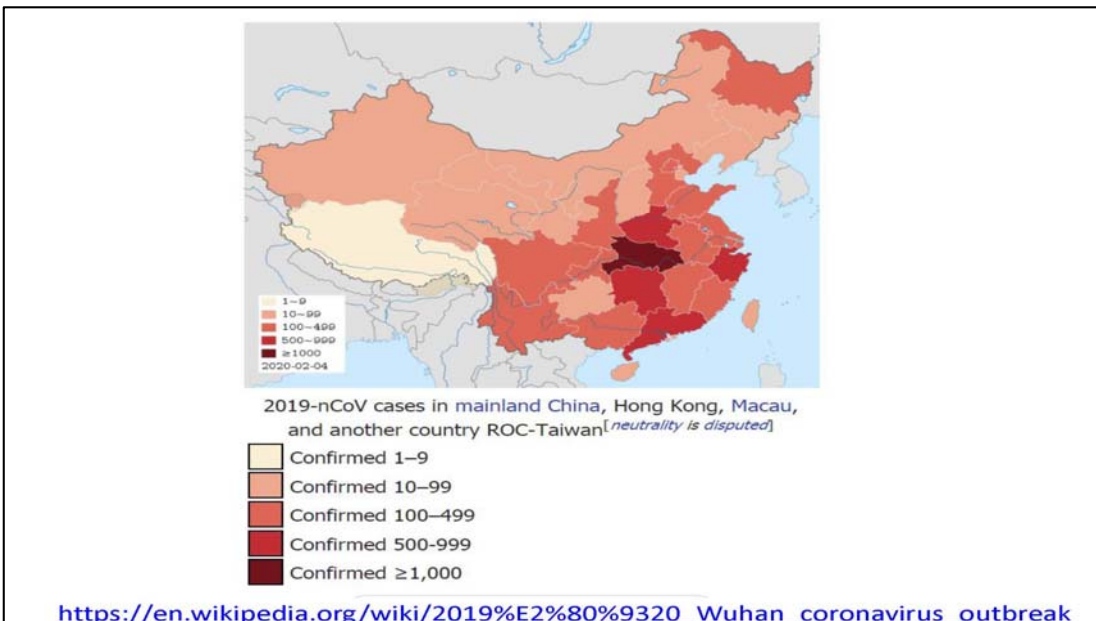 1~9
10~99
100~499
500~999
≥1000
2020-02-04
2019-nCoV cases in mainland China, Hong Kong, Macau,
and another country ROC-Taiwan[neutrality is disputed]
Confirmed 1–9
Confirmed 10–99
Confirmed 100–499
Confirmed 500-999
Confirmed ≥1,000
https://en.wikipedia.org/wiki/2019%E2%80%9320_Wuhan_coronavirus_outbreak